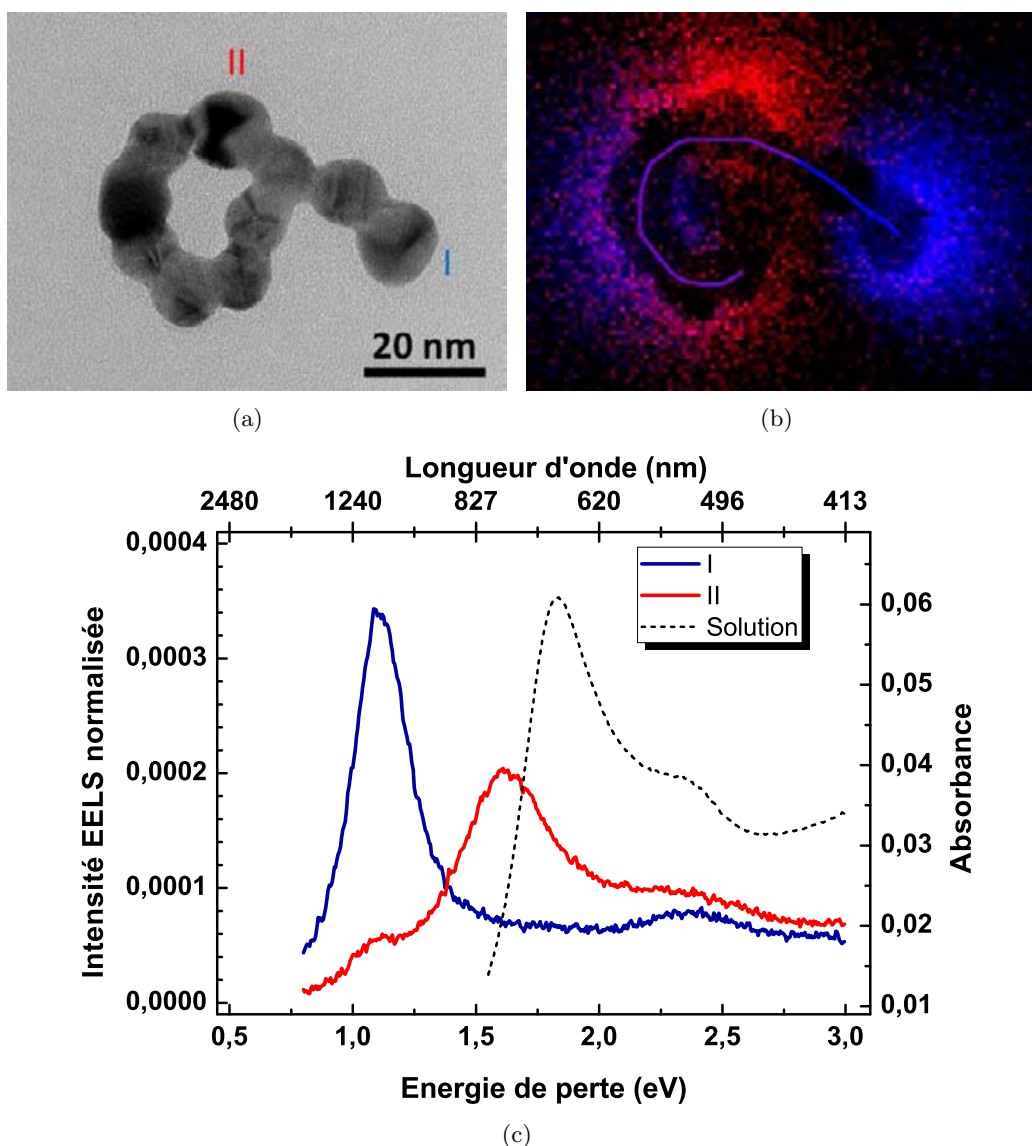 II
I
20 nm
(a)
(b)
Longueur d'onde (nm)
2480 1240 827 620 496 413
0,0004
0,0003
0,0002
0,0001
0,0000
Intensité EELS normalisée
I
II
Solution
0,06
0,05
0,04
0,03
0,02
0,01
Absorbance
0,5 1,0 1,5 2,0 2,5 3,0
Energie de perte (eV)
(c)